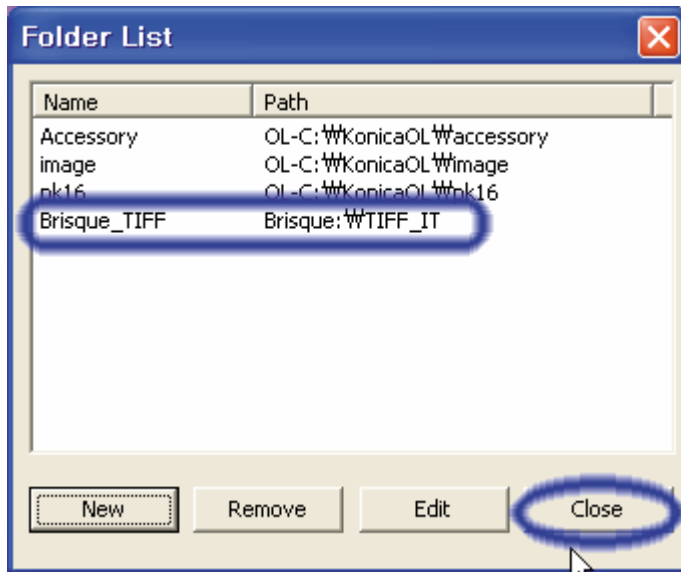 Folder List
Name Path
Accessory OL-C:₩KonicaOL₩accessory
image OL-C:₩KonicaOL₩image
pk16 OL-C:₩KonicaOL₩pk16
Brisque_TIFF Brisque:₩TIFF_IT
New Remove Edit Close